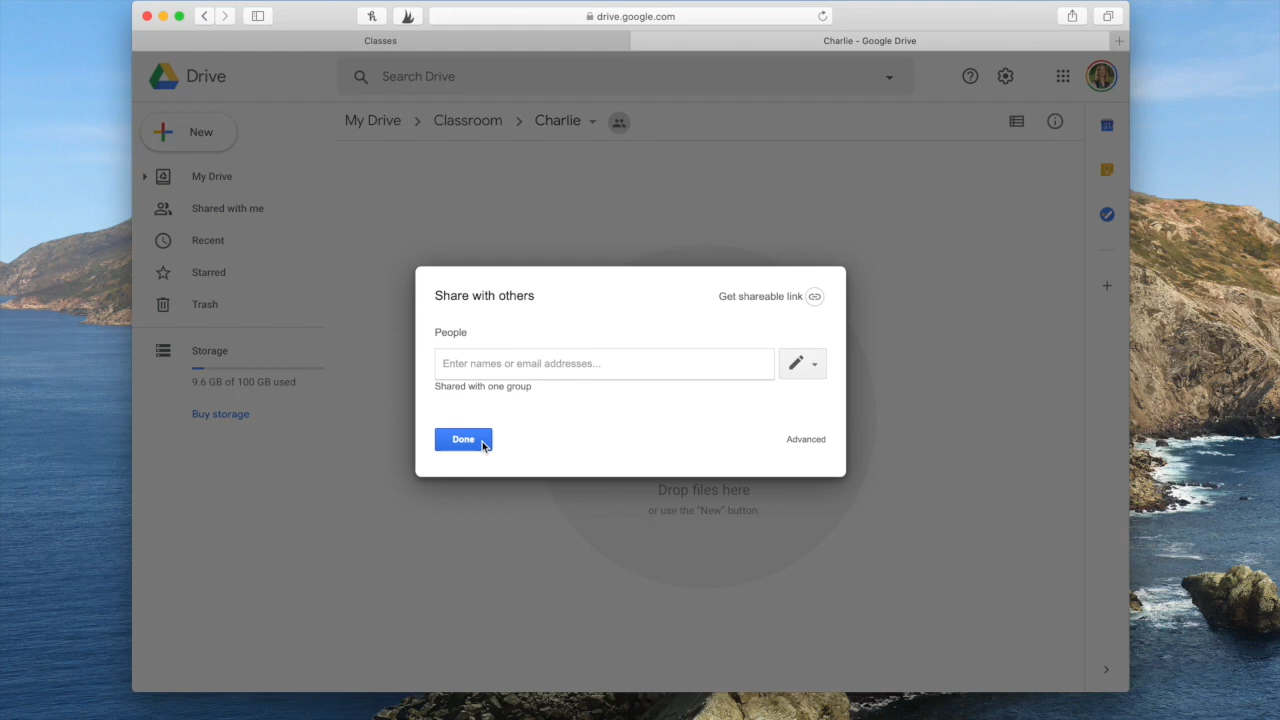 drive.google.com
Classes
Charlie - Google Drive
Drive
Search Drive
New
My Drive > Classroom > Charlie
My Drive
Shared with me
Recent
Starred
Trash
Storage
9.6 GB of 100 GB used
Buy storage
31
Share with others
Get shareable link
People
Enter names or email addresses...
Shared with one group
Done
Advanced
Drop files here
or use the "New" button.